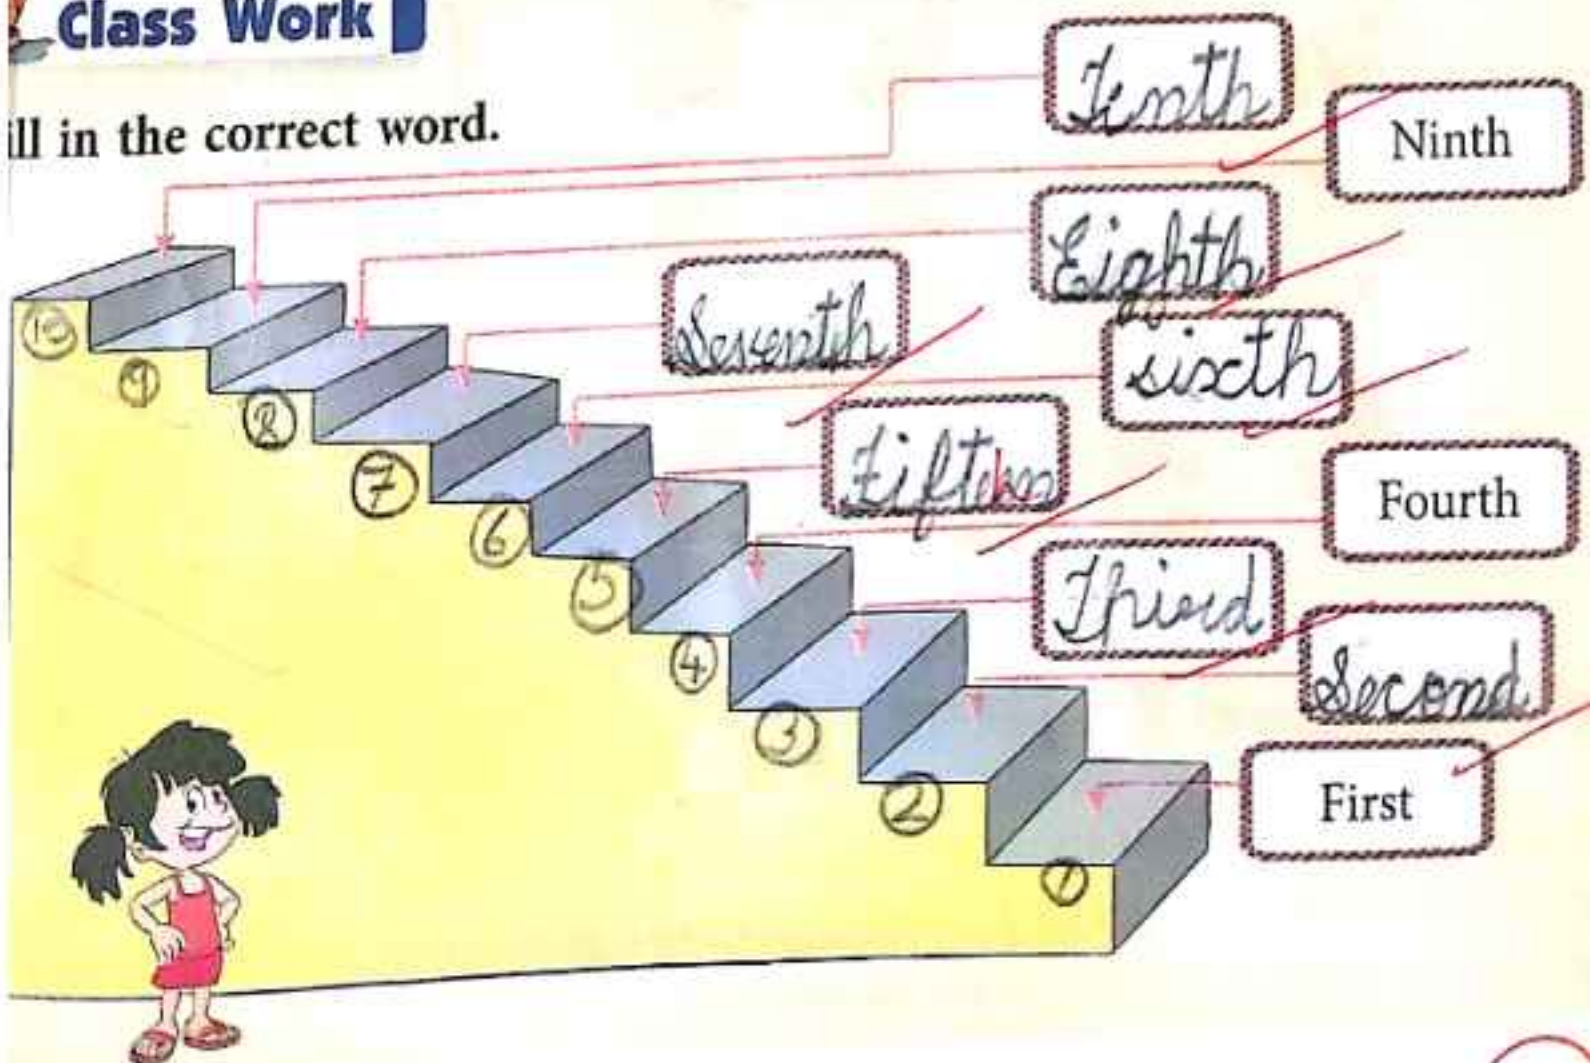 Class Work
ill in the correct word.
Tenth
Ninth
Eighth
Seventh
sixth
Fourth
Third
Second
First
10
9
8
7
6
5
4
3
2
1